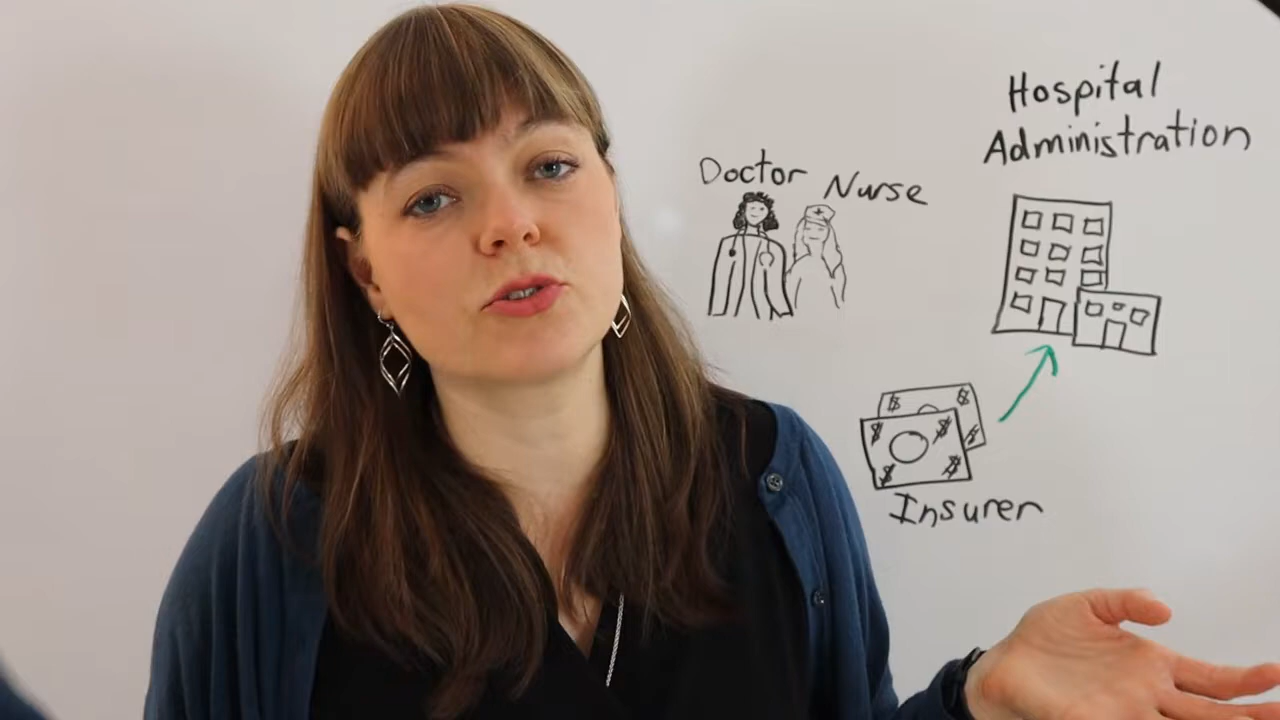 Hospital
Administration
Doctor Nurse
$ $
$ $ $
$ $
Insurer